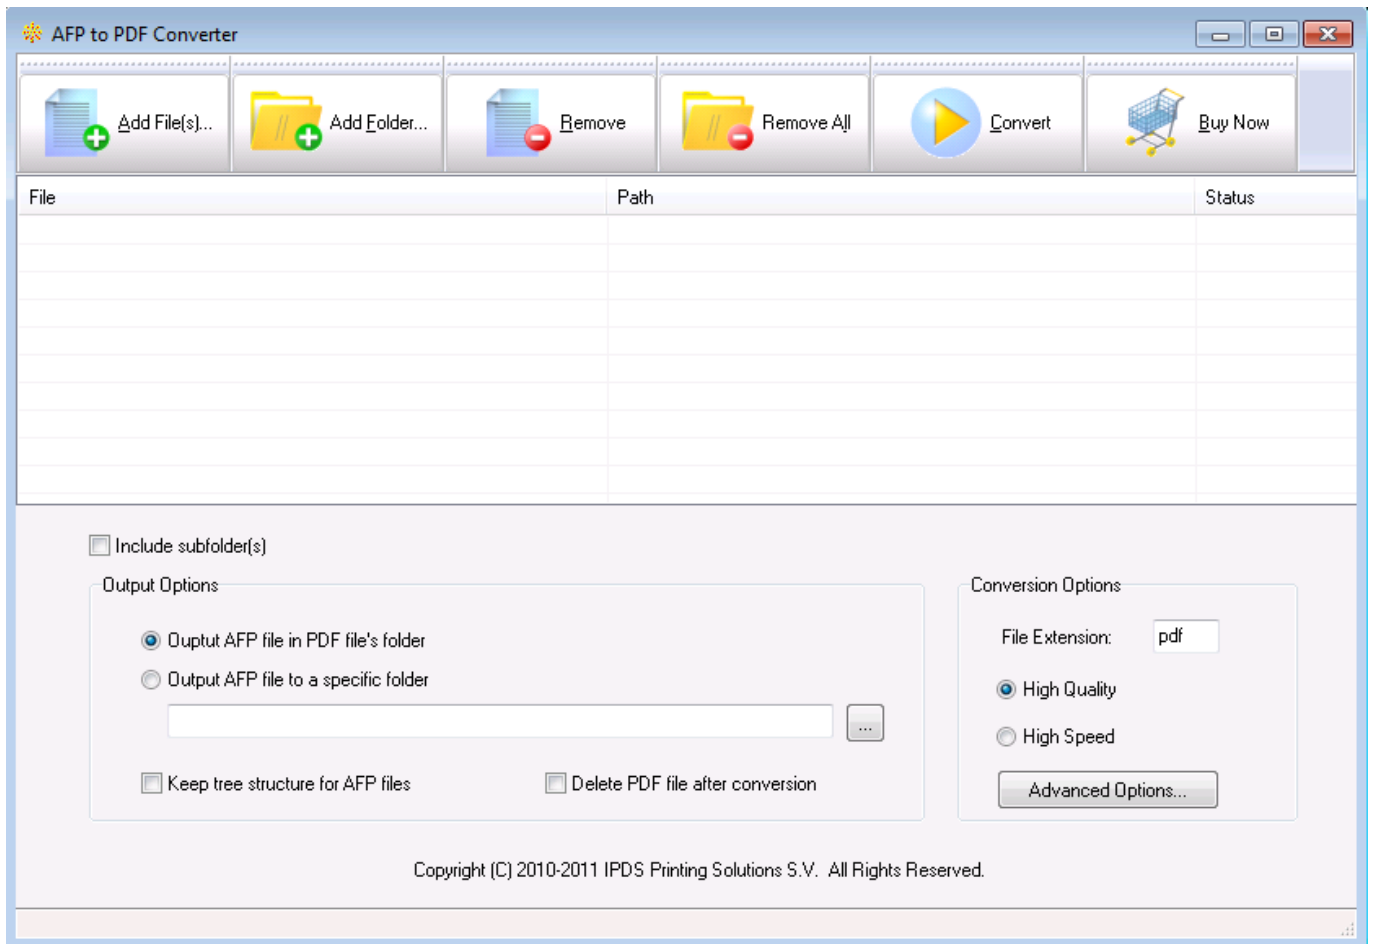 AFP to PDF Converter
Add File(s)... Add Folder... Remove Remove All Convert Buy Now
File Path Status
Include subfolder(s)
Output Options Conversion Options
Ouptut AFP file in PDF file's folder File Extension: pdf
Output AFP file to a specific folder High Quality
...
High Speed
Keep tree structure for AFP files Delete PDF file after conversion Advanced Options...
Copyright (C) 2010-2011 IPDS Printing Solutions S.V. All Rights Reserved.